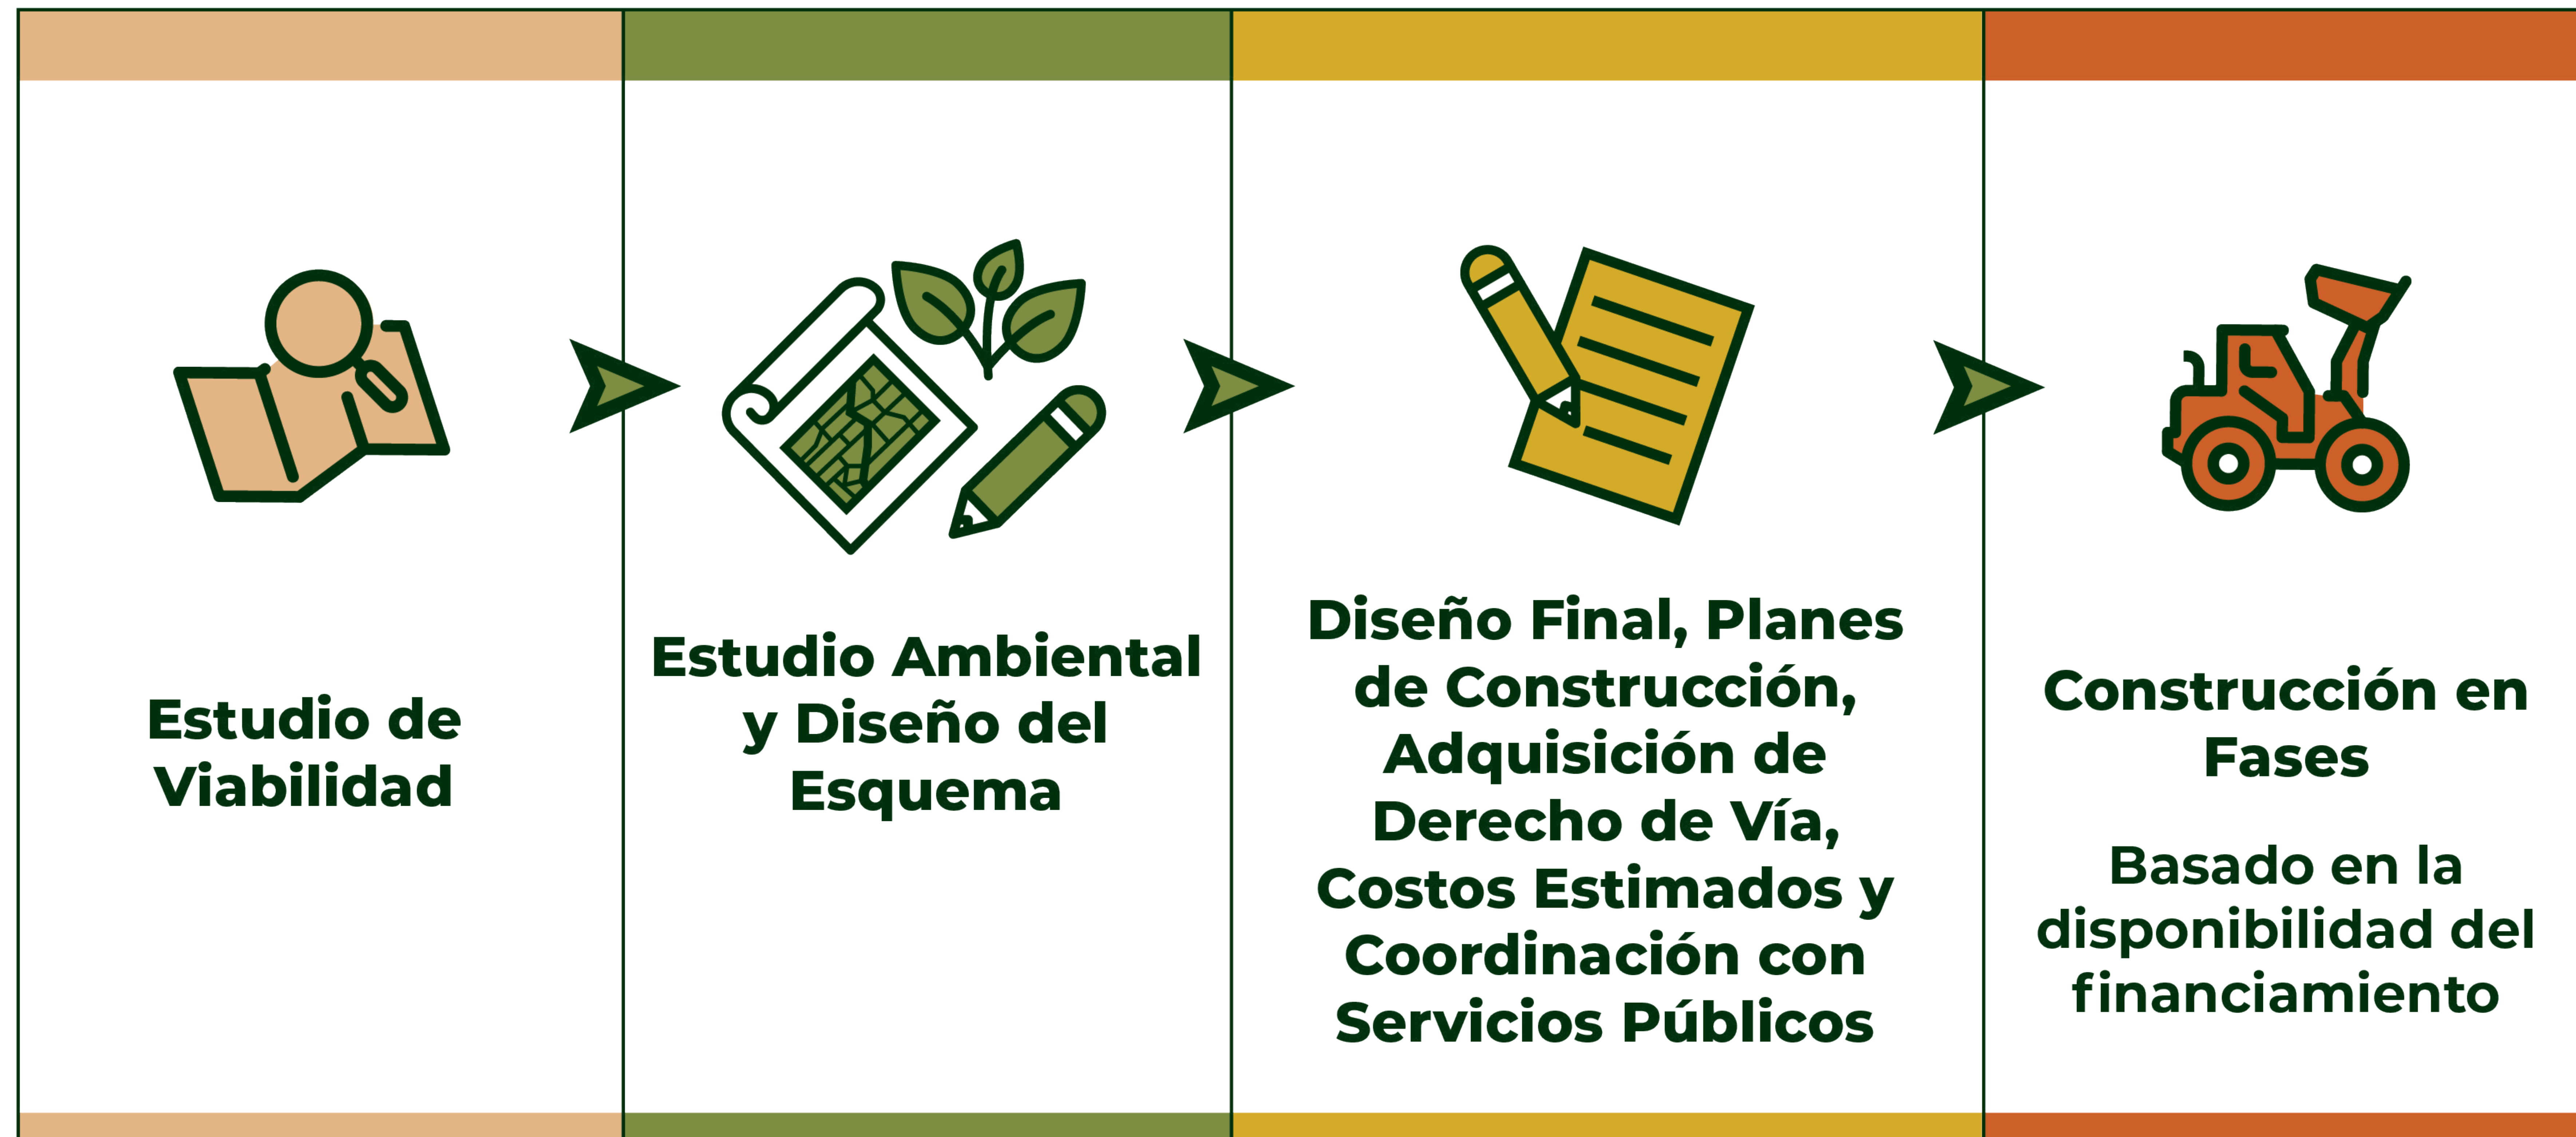 Estudio de
Viabilidad
Estudio Ambiental
y Diseño del
Esquema
Diseño Final, Planes
de Construcción,
Adquisición de
Derecho de Vía,
Costos Estimados y
Coordinación con
Servicios Públicos
Construcción en
Fases
Basado en la
disponibilidad del
financiamiento